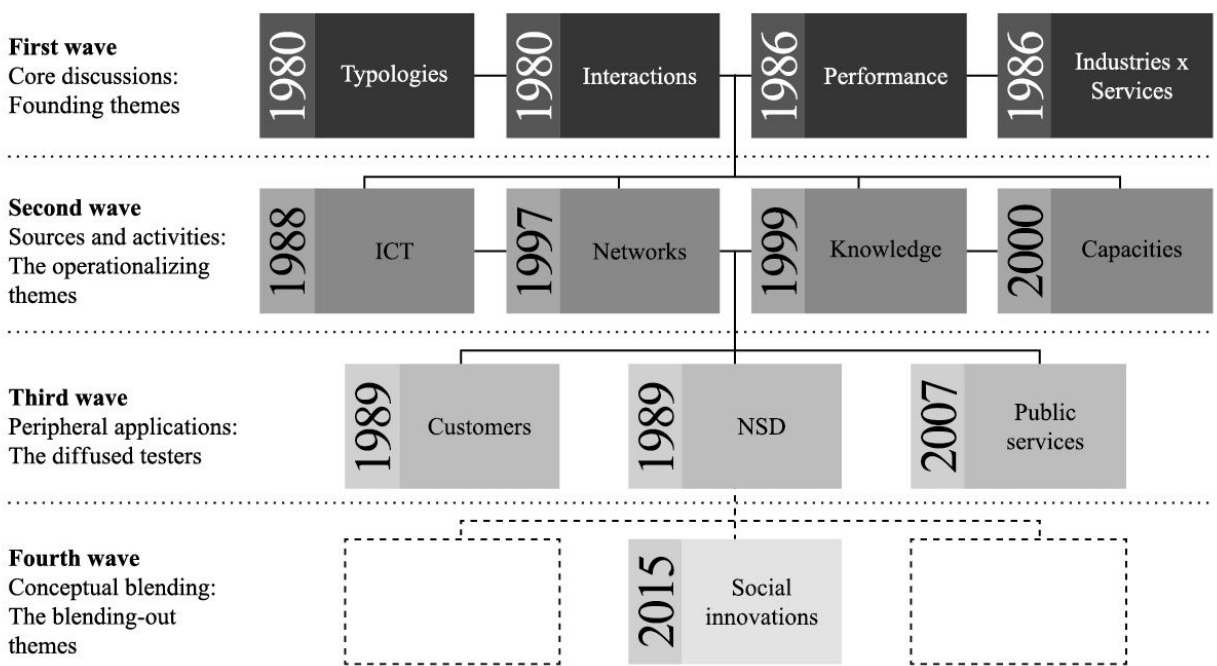 First wave
Core discussions:
Founding themes
1980
Typologies
1980
Interactions
1986
Performance
1986
Industries x
Services
Second wave
Sources and activities:
The operationalizing
themes
1988
ICT
1997
Networks
1999
Knowledge
2000
Capacities
Third wave
Peripheral applications:
The diffused testers
1989
Customers
1989
NSD
2007
Public
services
Fourth wave
Conceptual blending:
The blending-out
themes
2015
Social
innovations